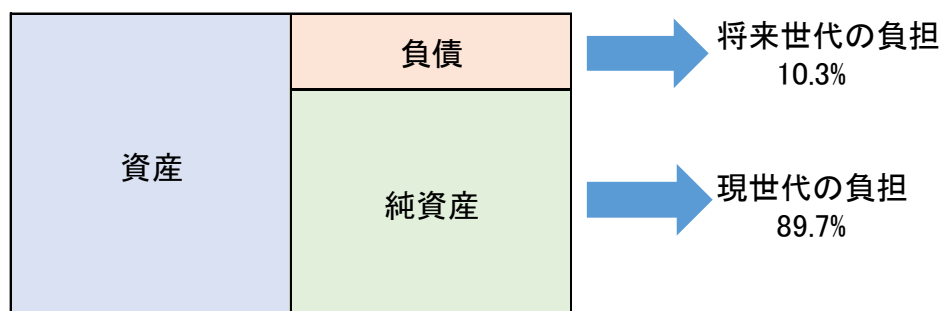 資産
負債
純資産
将来世代の負担
10.3%
現世代の負担
89.7%